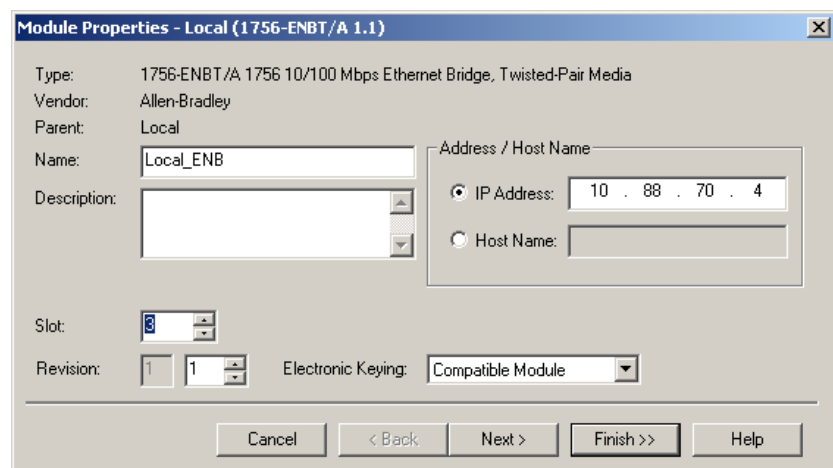 Module Properties - Local (1756-ENBT/A 1.1)
Type: 1756-ENBT/A 1756 10/100 Mbps Ethernet Bridge, Twisted-Pair Media
Vendor: Allen-Bradley
Parent: Local
Name: Local_ENB
Description:
Address / Host Name
IP Address: 10 . 88 . 70 . 4
Host Name:
Slot: 3
Revision: 1 1 Electronic Keying: Compatible Module
Cancel < Back Next > Finish >> Help